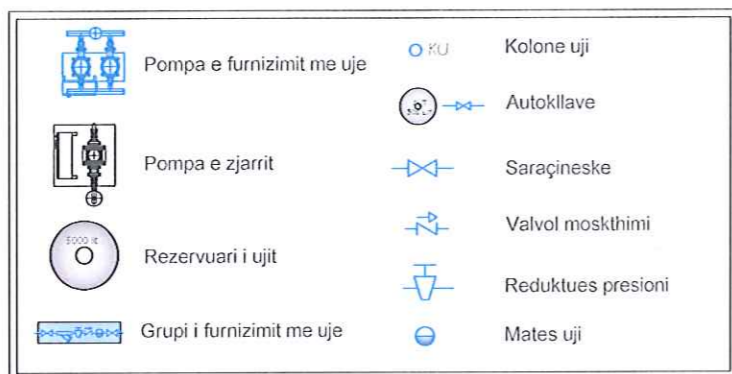 Pompa e furnizimit me uje
Pompa e zjarrit
5000 lt
Rezervuari i ujit
Grupi i furnizimit me uje
KU
Kolone uji
Autokllave
Saraçineske
Valvol moskthimi
Reduktues presioni
Mates uji